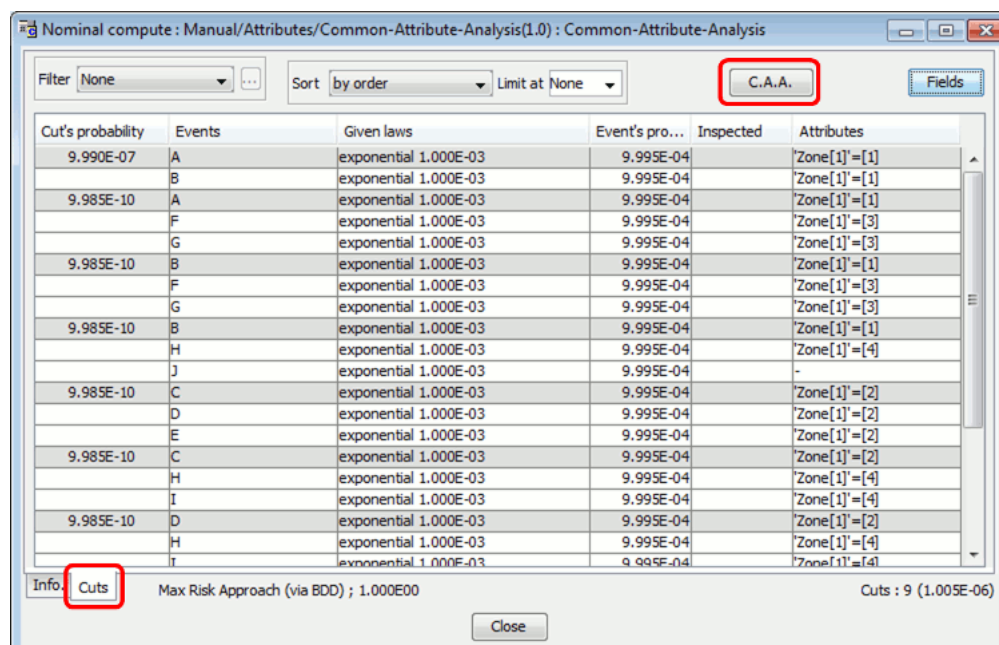 Nominal compute : Manual/Attributes/Common-Attribute-Analysis(1.0) : Common-Attribute-Analysis
Filter None ... Sort by order Limit at None C.A.A. Fields
Cut's probability Events Given laws Event's pro... Inspected Attributes
9.990E-07 A exponential 1.000E-03 9.995E-04 'Zone[1]'=[1]
B exponential 1.000E-03 9.995E-04 'Zone[1]'=[1]
9.985E-10 A exponential 1.000E-03 9.995E-04 'Zone[1]'=[1]
F exponential 1.000E-03 9.995E-04 'Zone[1]'=[3]
G exponential 1.000E-03 9.995E-04 'Zone[1]'=[3]
9.985E-10 B exponential 1.000E-03 9.995E-04 'Zone[1]'=[1]
F exponential 1.000E-03 9.995E-04 'Zone[1]'=[3]
G exponential 1.000E-03 9.995E-04 'Zone[1]'=[3]
9.985E-10 B exponential 1.000E-03 9.995E-04 'Zone[1]'=[1]
H exponential 1.000E-03 9.995E-04 'Zone[1]'=[4]
J exponential 1.000E-03 9.995E-04 -
9.985E-10 C exponential 1.000E-03 9.995E-04 'Zone[1]'=[2]
D exponential 1.000E-03 9.995E-04 'Zone[1]'=[2]
E exponential 1.000E-03 9.995E-04 'Zone[1]'=[2]
9.985E-10 C exponential 1.000E-03 9.995E-04 'Zone[1]'=[2]
H exponential 1.000E-03 9.995E-04 'Zone[1]'=[4]
I exponential 1.000E-03 9.995E-04 'Zone[1]'=[4]
9.985E-10 D exponential 1.000E-03 9.995E-04 'Zone[1]'=[2]
H exponential 1.000E-03 9.995E-04 'Zone[1]'=[4]
I exponential 1.000E-03 9.995E-04 'Zone[1]'=[4]
Info. Cuts Max Risk Approach (via BDD) ; 1.000E00 Cuts : 9 (1.005E-06)
Close